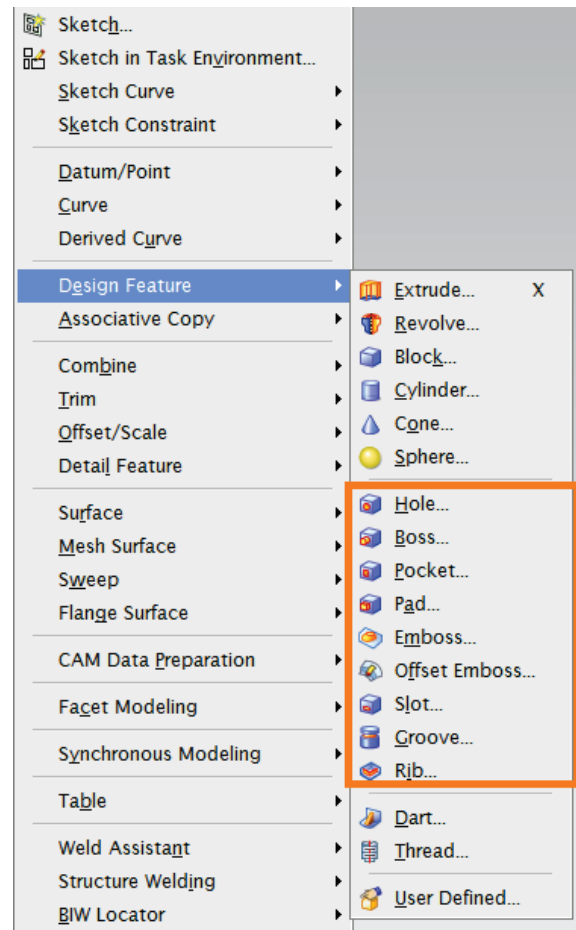 Sketch...
Sketch in Task Environment...
Sketch Curve
Sketch Constraint
Datum/Point
Curve
Derived Curve
Design Feature
Associative Copy
Combine
Trim
Offset/Scale
Detail Feature
Surface
Mesh Surface
Sweep
Flange Surface
CAM Data Preparation
Facet Modeling
Synchronous Modeling
Table
Weld Assistant
Structure Welding
BIW Locator
Extrude... X
Revolve...
Block...
Cylinder...
Cone...
Sphere...
Hole...
Boss...
Pocket...
Pad...
Emboss...
Offset Emboss...
Slot...
Groove...
Rib...
Dart...
Thread...
User Defined...